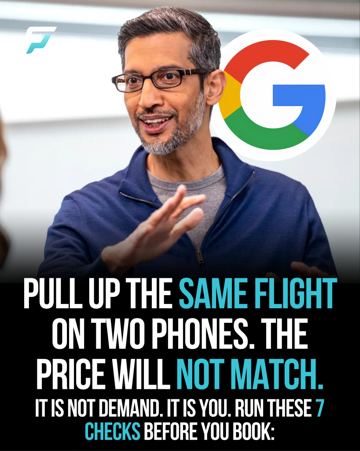 PULL UP THE SAME FLIGHT
ON TWO PHONES. THE
PRICE WILL NOT MATCH.
IT IS NOT DEMAND. IT IS YOU. RUN THESE 7
CHECKS BEFORE YOU BOOK: